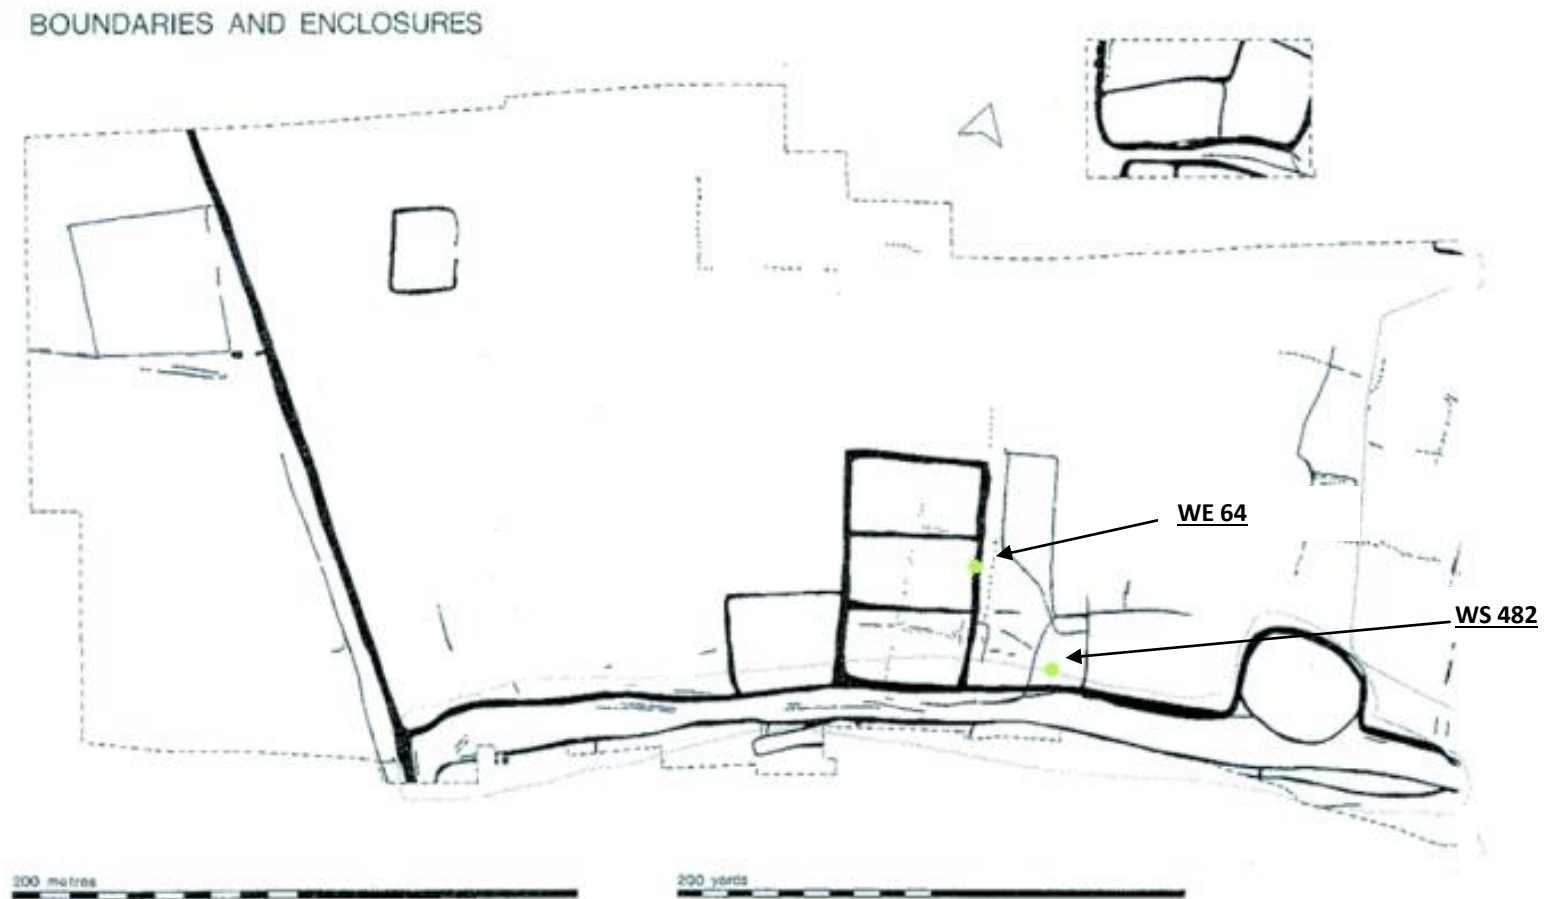 BOUNDARIES AND ENCLOSURES
WE 64
WS 482
200 metres
200 yards